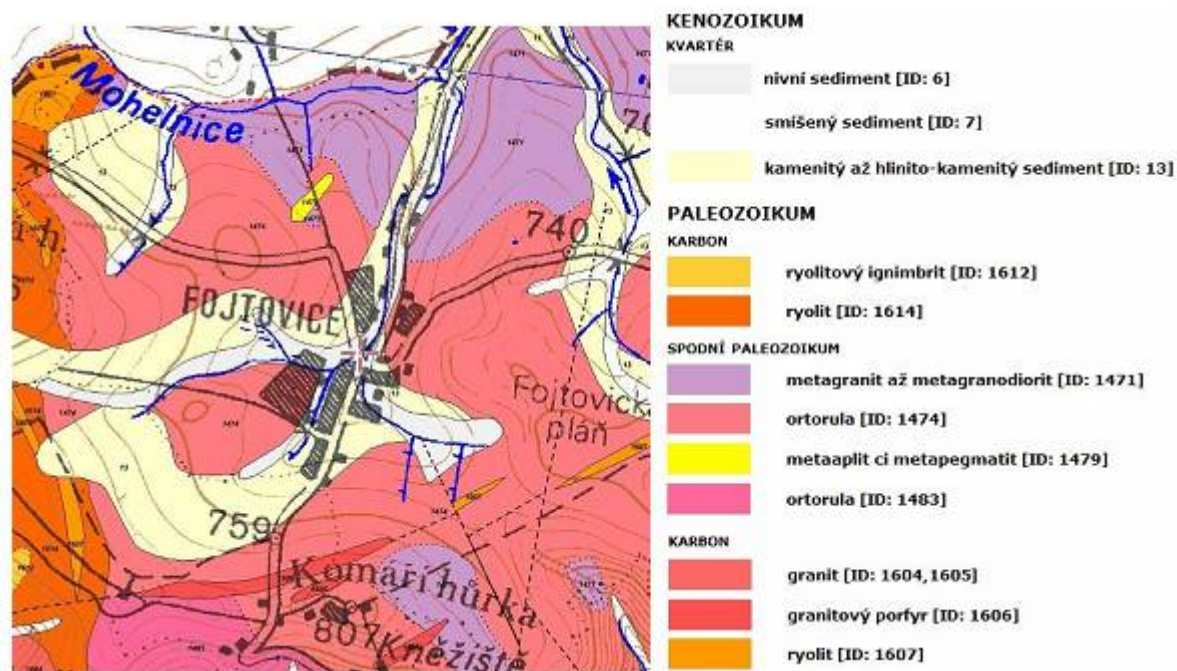 Mohelnice
740
FOJTOVICE
Fojtovick
pláň
759
Komáří hůrka
807 Kněžiště
KENOZOIKUM
KVARTÉR
nivní sediment [ID: 6]
smíšený sediment [ID: 7]
kamenitý až hlinito-kamenitý sediment [ID: 13]
PALEOZOIKUM
KARBON
ryolitový ignimbrit [ID: 1612]
ryolit [ID: 1614]
SPODNÍ PALEOZOIKUM
metagranit až metagranodiorit [ID: 1471]
ortorula [ID: 1474]
metaaplit ci metapegmatit [ID: 1479]
ortorula [ID: 1483]
KARBON
granit [ID: 1604,1605]
granitový porfyr [ID: 1606]
ryolit [ID: 1607]